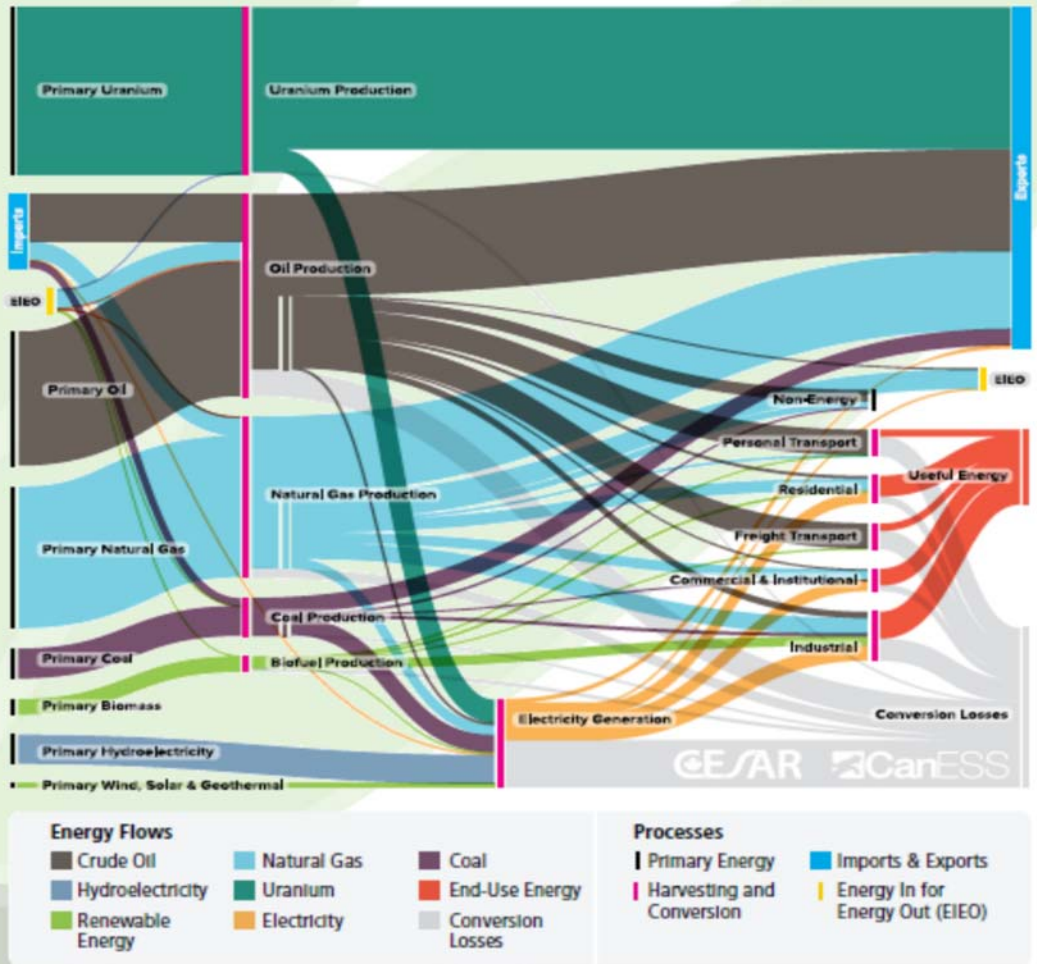 Primary Uranium
Uranium Production
Exports
Imports
Oil Production
EIEO
EIEO
Primary Oil
Non-Energy
Personal Transport
Useful Energy
Residential
Natural Gas Production
Freight Transport
Primary Natural Gas
Commercial & Institutional
Coal Production
Industrial
Primary Coal
Biofuel Production
Primary Biomass
Electricity Generation
Conversion Losses
Primary Hydroelectricity
CESAR CanESS
Primary Wind, Solar & Geothermal
Energy Flows
Crude Oil
Natural Gas
Coal
Hydroelectricity
Uranium
End-Use Energy
Renewable
Energy
Electricity
Conversion
Losses
Processes
Primary Energy
Imports & Exports
Harvesting and
Conversion
Energy In for
Energy Out (EIEO)